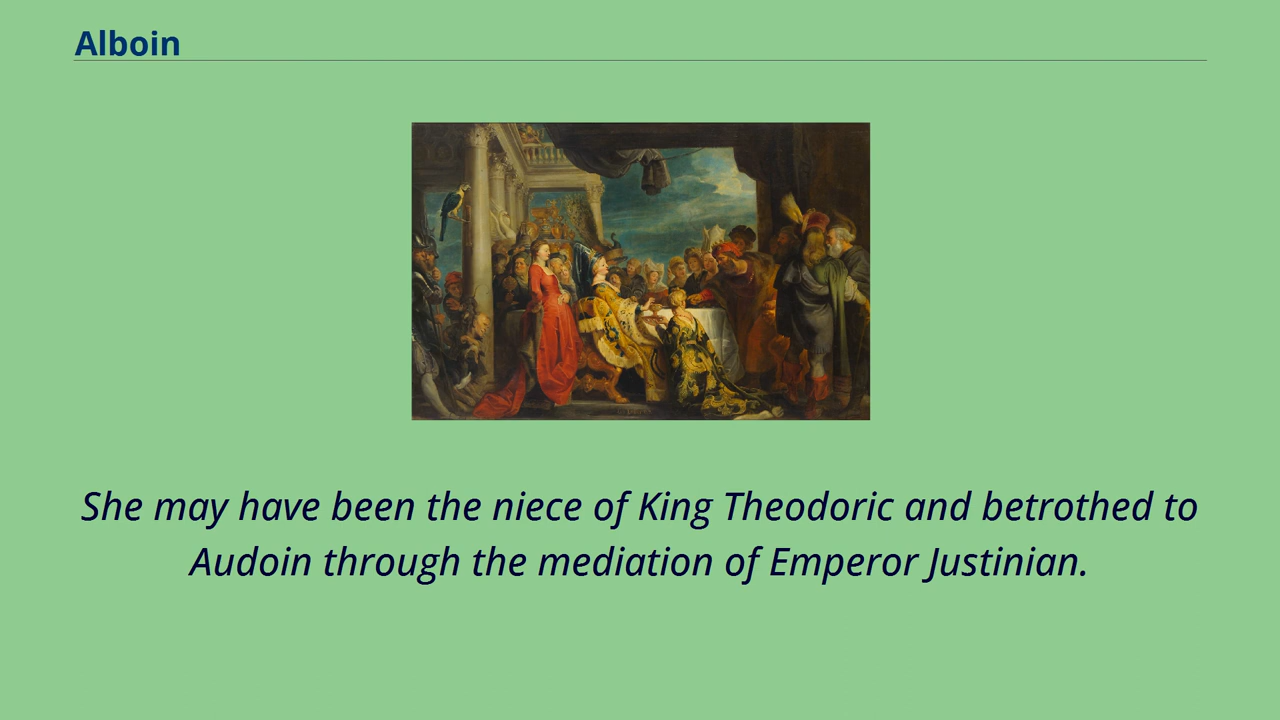 Alboin
She may have been the niece of King Theodoric and betrothed to
Audoin through the mediation of Emperor Justinian.